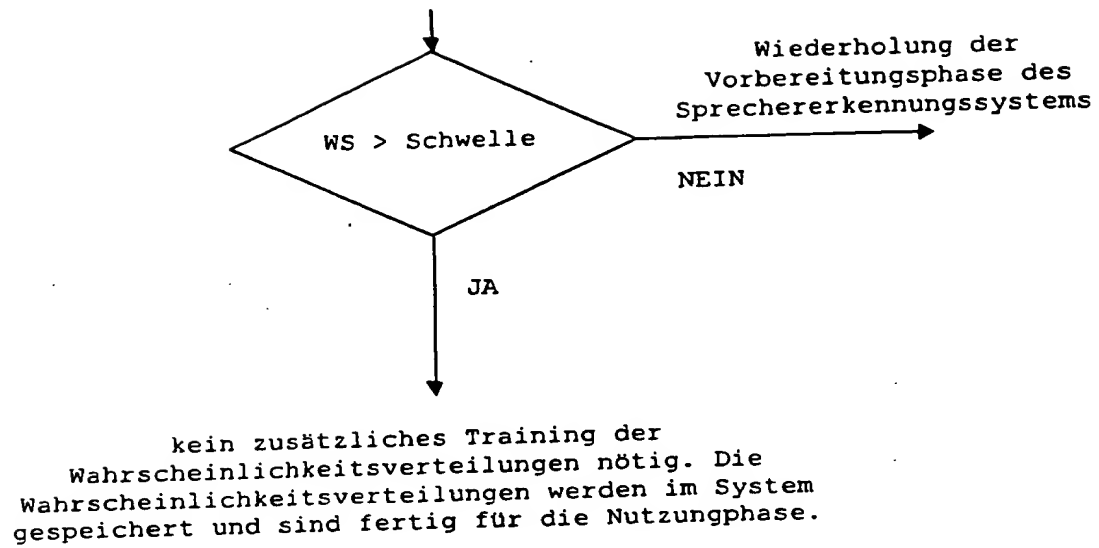 Wiederholung der
Vorbereitungsphase des
Sprechererkennungssystems
WS > Schwelle
NEIN
JA
kein zusätzliches Training der
Wahrscheinlichkeitsverteilungen nötig. Die
Wahrscheinlichkeitsverteilungen werden im System
gespeichert und sind fertig für die Nutzungphase.